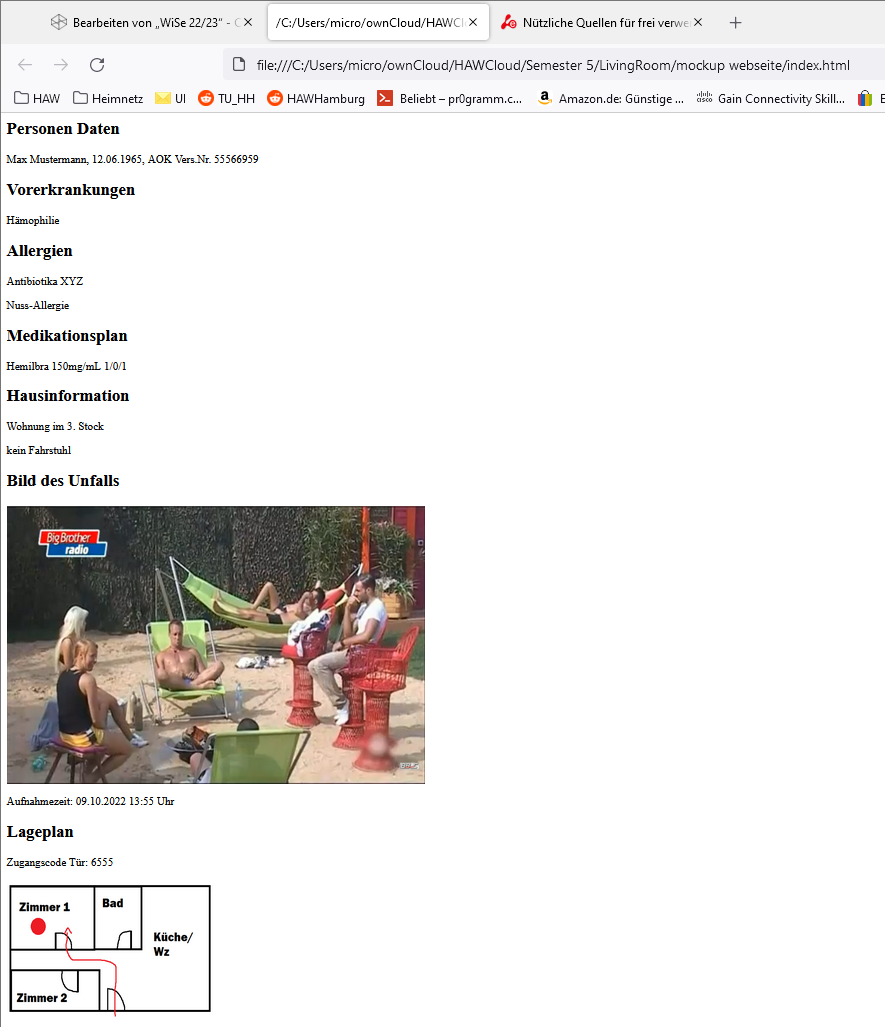 Bearbeiten von „WiSe 22/23“ - C
/C:/Users/micro/ownCloud/HAWCl
Nützliche Quellen für frei verwe
file:///C:/Users/micro/ownCloud/HAWCloud/Semester 5/LivingRoom/mockup webseite/index.html
HAW
Heimnetz
UI
TU_HH
HAWHamburg
Beliebt – pr0gramm.c...
Amazon.de: Günstige ...
Gain Connectivity Skill...
E
Personen Daten
Max Mustermann, 12.06.1965, AOK Vers.Nr. 55566959
Vorerkrankungen
Hämophilie
Allergien
Antibiotika XYZ
Nuss-Allergie
Medikationsplan
Hemilbra 150mg/mL 1/0/1
Hausinformation
Wohnung im 3. Stock
kein Fahrstuhl
Bild des Unfalls
Big Brother
radio
Aufnahmezeit: 09.10.2022 13:55 Uhr
Lageplan
Zugangscode Tür: 6555
Zimmer 1
Bad
Küche/
Wz
Zimmer 2